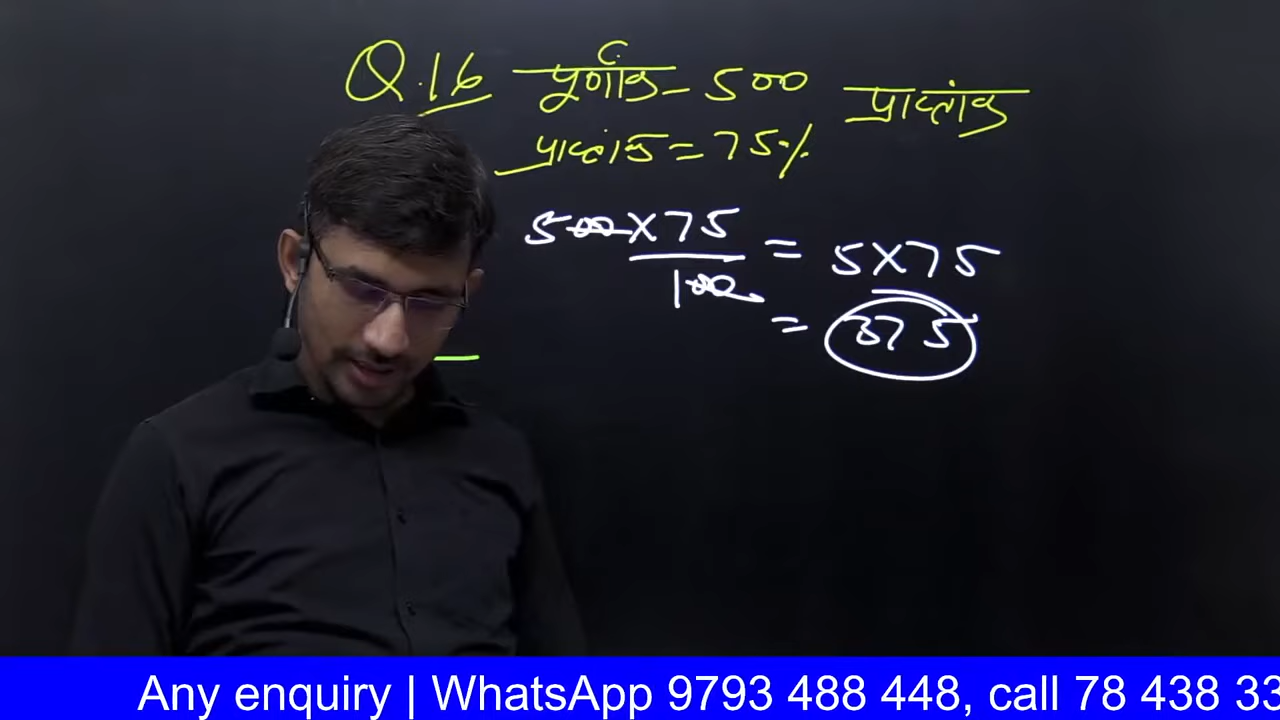 Q.16 पूर्णांक - 500 प्राप्तांक
प्राप्तांक = 75%
500 X 75
100
= 5 X 75
= 375
Any enquiry | WhatsApp 9793 488 448, call 78 438 33